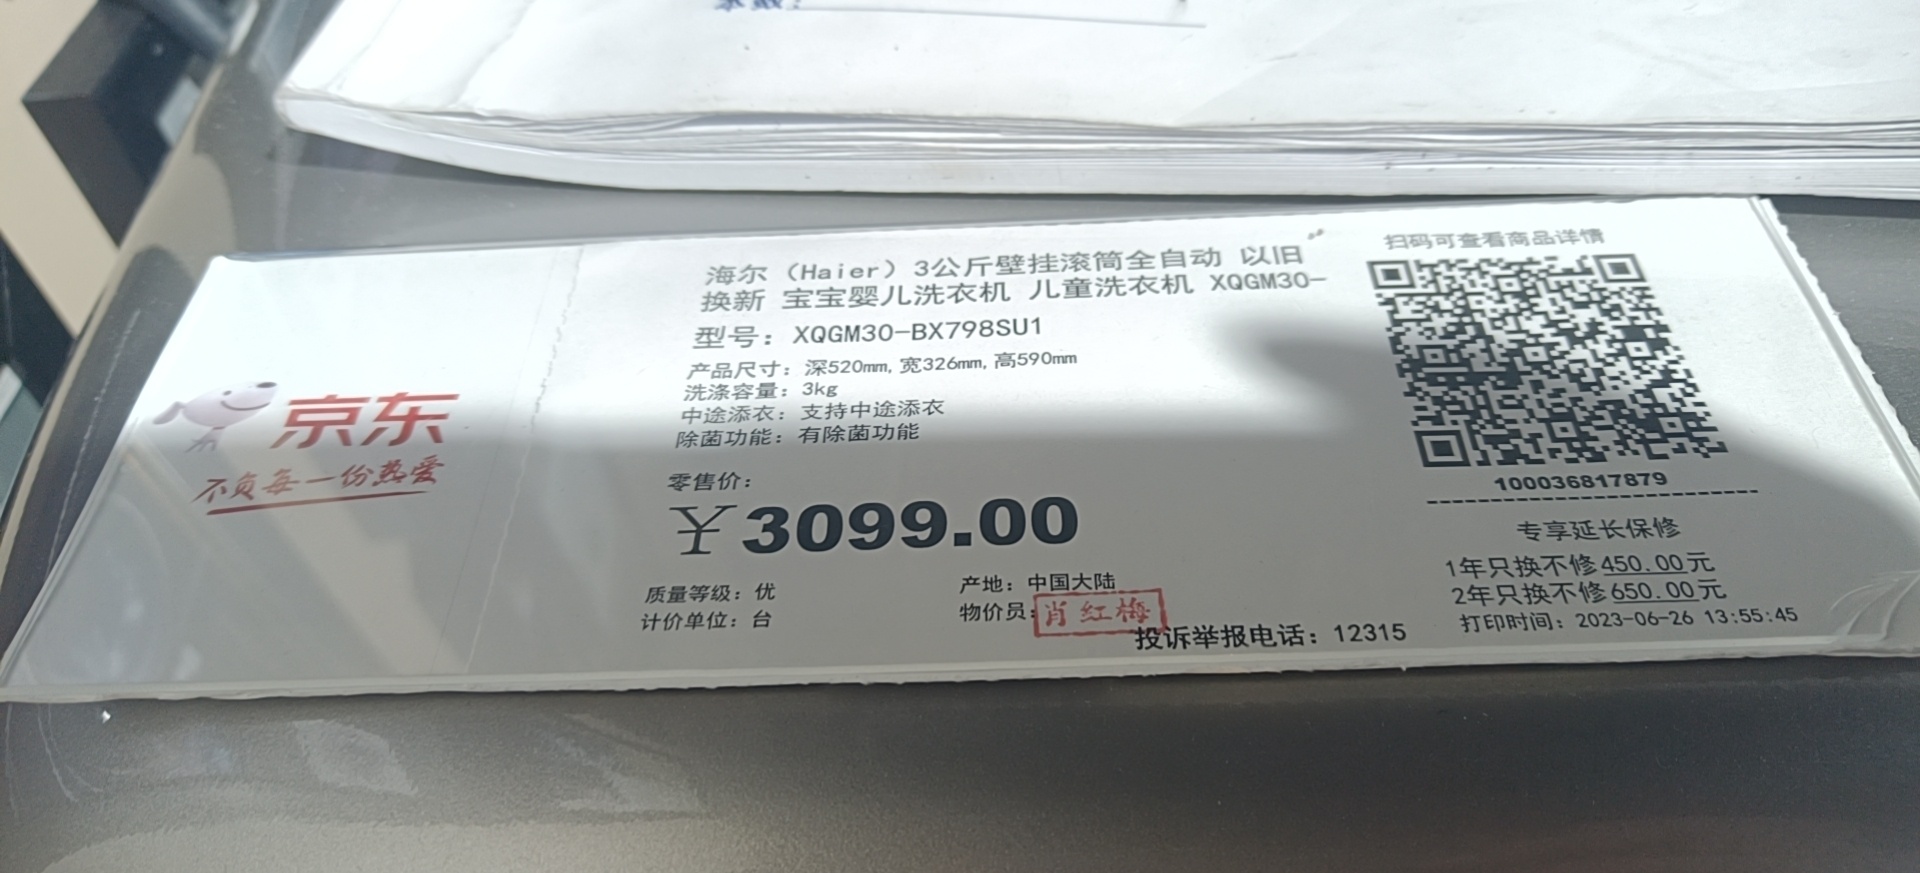 京东
不负每一份热爱
海尔（Haier）3公斤壁挂滚筒全自动 以旧
换新 宝宝婴儿洗衣机 儿童洗衣机 XQGM30-
型号：XQGM30-BX798SU1
产品尺寸：深520mm,宽326mm,高590mm
洗涤容量：3kg
中途添衣：支持中途添衣
除菌功能：有除菌功能
零售价：
￥3099.00
质量等级：优
产地：中国大陆
计价单位：台
物价员：肖红梅
投诉举报电话：12315
扫码可查看商品详情
100036817879
专享延长保修
1年只换不修450.00元
2年只换不修650.00元
打印时间：2023-06-26 13:55:45